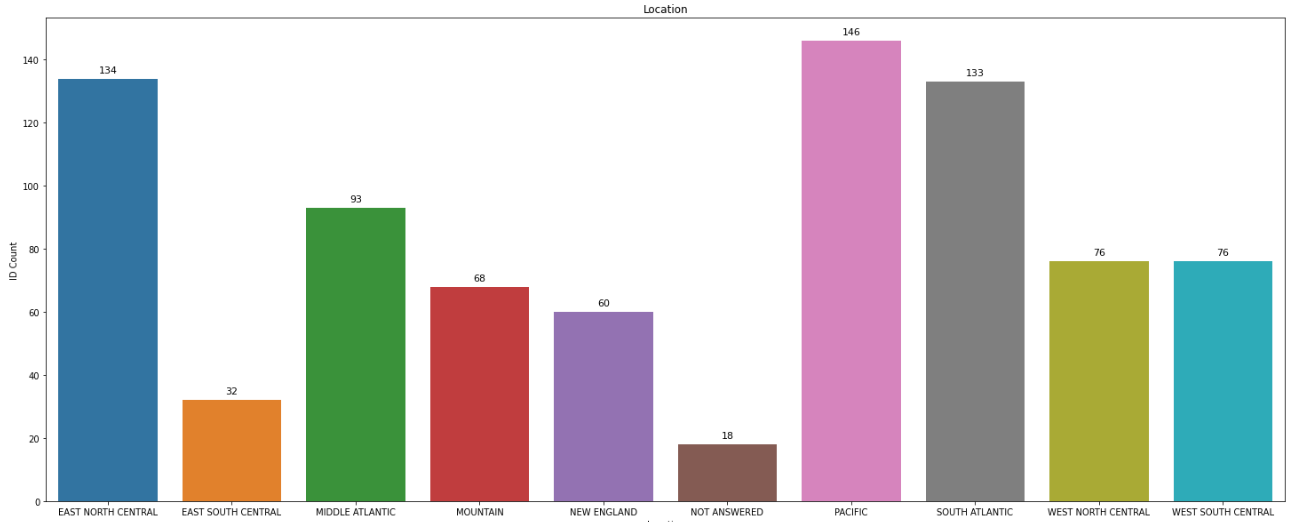 Location
146
134
133
93
76
76
68
60
32
18
140
120
100
80
60
40
20
0
ID Count
EAST NORTH CENTRAL
EAST SOUTH CENTRAL
MIDDLE ATLANTIC
MOUNTAIN
NEW ENGLAND
NOT ANSWERED
PACIFIC
SOUTH ATLANTIC
WEST NORTH CENTRAL
WEST SOUTH CENTRAL